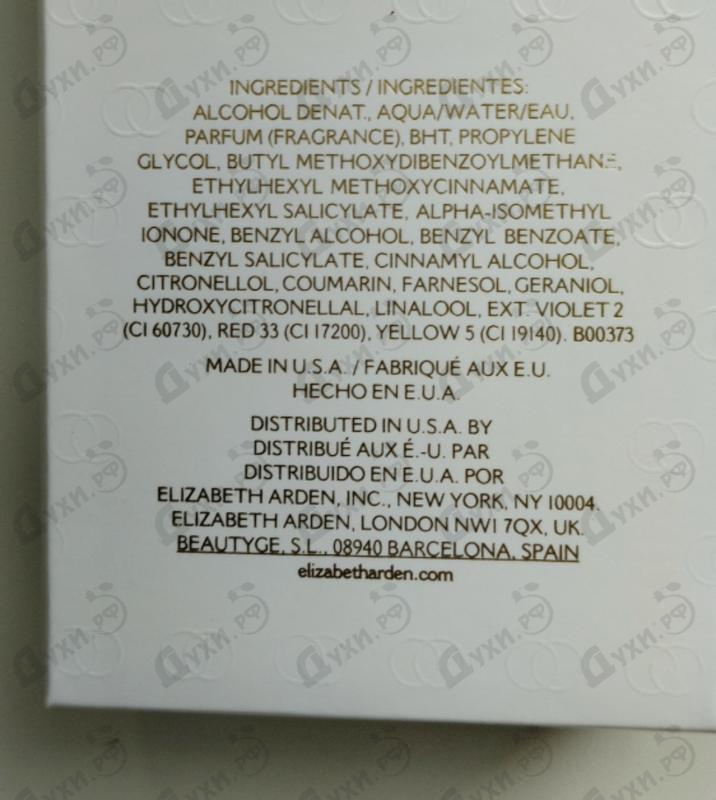 INGREDIENTS / INGREDIENTES:
ALCOHOL DENAT., AQUA/WATER/EAU,
PARFUM (FRAGRANCE), BHT, PROPYLENE
GLYCOL, BUTYL METHOXYDIBENZOYLMETHANE,
ETHYLHEXYL METHOXYCINNAMATE,
ETHYLHEXYL SALICYLATE, ALPHA-ISOMETHYL
IONONE, BENZYL ALCOHOL, BENZYL BENZOATE,
BENZYL SALICYLATE, CINNAMYL ALCOHOL,
CITRONELLOL, COUMARIN, FARNESOL, GERANIOL,
HYDROXYCITRONELLAL, LINALOOL, EXT. VIOLET 2
(CI 60730), RED 33 (CI 17200), YELLOW 5 (CI 19140). B00373
MADE IN U.S.A. / FABRIQUÉ AUX E.U.
HECHO EN E.U.A.
DISTRIBUTED IN U.S.A. BY
DISTRIBUÉ AUX É.-U. PAR
DISTRIBUIDO EN E.U.A. POR
ELIZABETH ARDEN, INC., NEW YORK, NY 10004.
ELIZABETH ARDEN, LONDON NW1 7QX, UK.
BEAUTYGE, S.L., 08940 BARCELONA, SPAIN
elizabetharden.com
Духи.рф